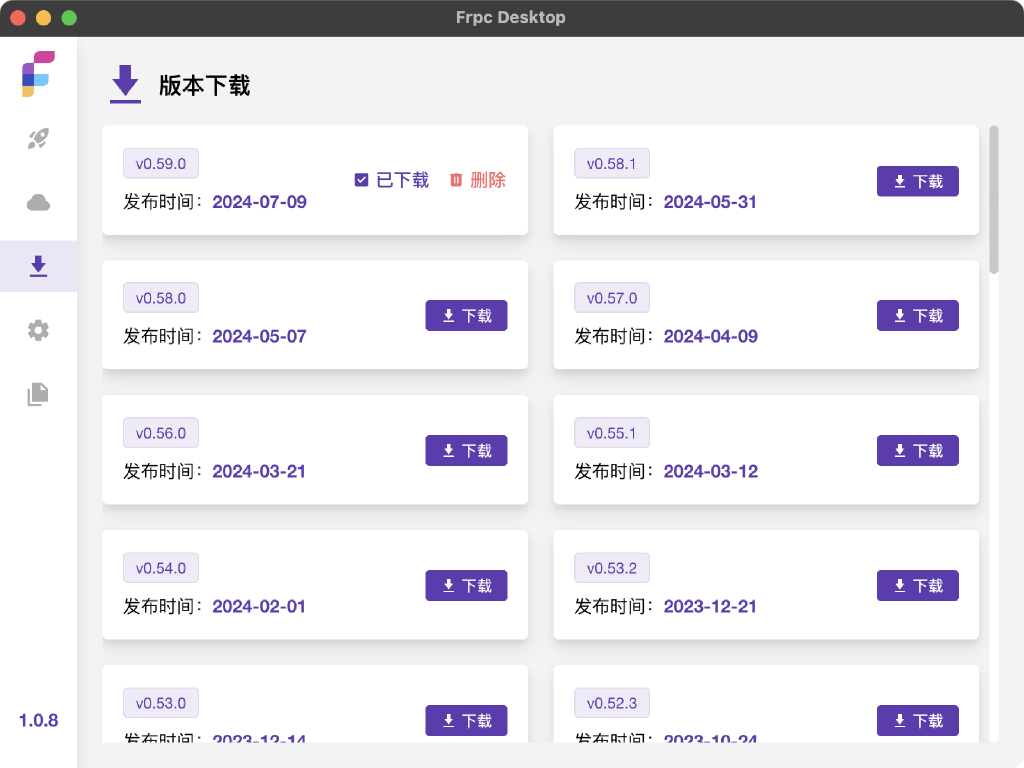 Frpc Desktop
版本下载
v0.59.0
发布时间：2024-07-09
已下载 删除
v0.58.1
发布时间：2024-05-31
下载
v0.58.0
发布时间：2024-05-07
下载
v0.57.0
发布时间：2024-04-09
下载
v0.56.0
发布时间：2024-03-21
下载
v0.55.1
发布时间：2024-03-12
下载
v0.54.0
发布时间：2024-02-01
下载
v0.53.2
发布时间：2023-12-21
下载
v0.53.0
发布时间：2023-12-14
下载
v0.52.3
发布时间：2023-10-24
下载
1.0.8